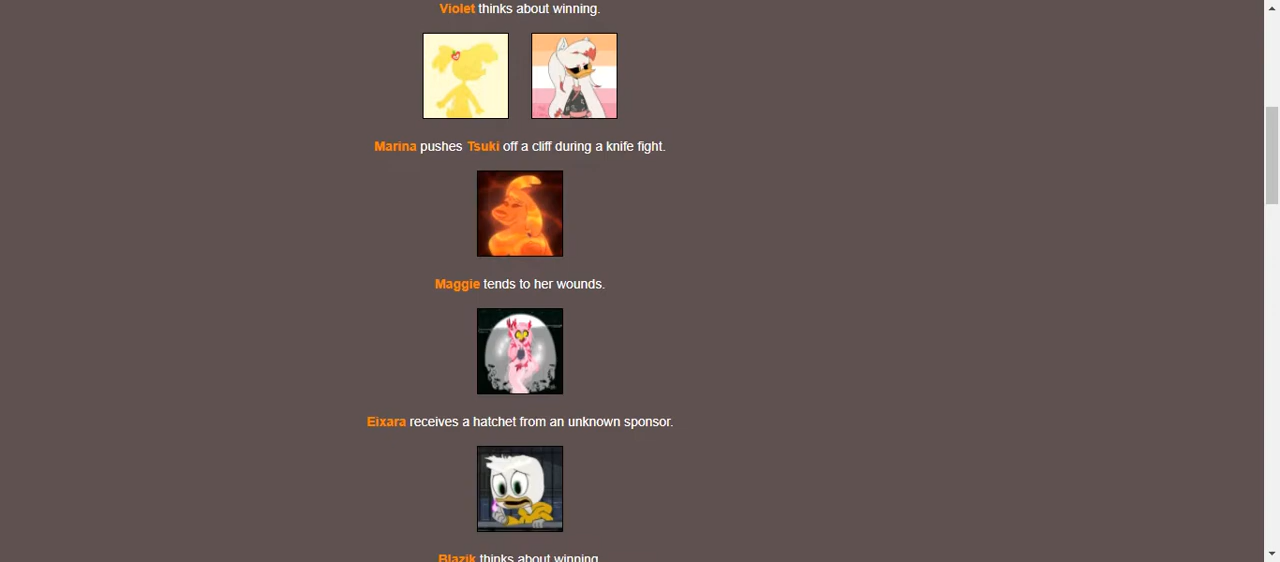 Violet thinks about winning.
Marina pushes Tsuki off a cliff during a knife fight.
Maggie tends to her wounds.
Eixara receives a hatchet from an unknown sponsor.
Blazik thinks about winning.